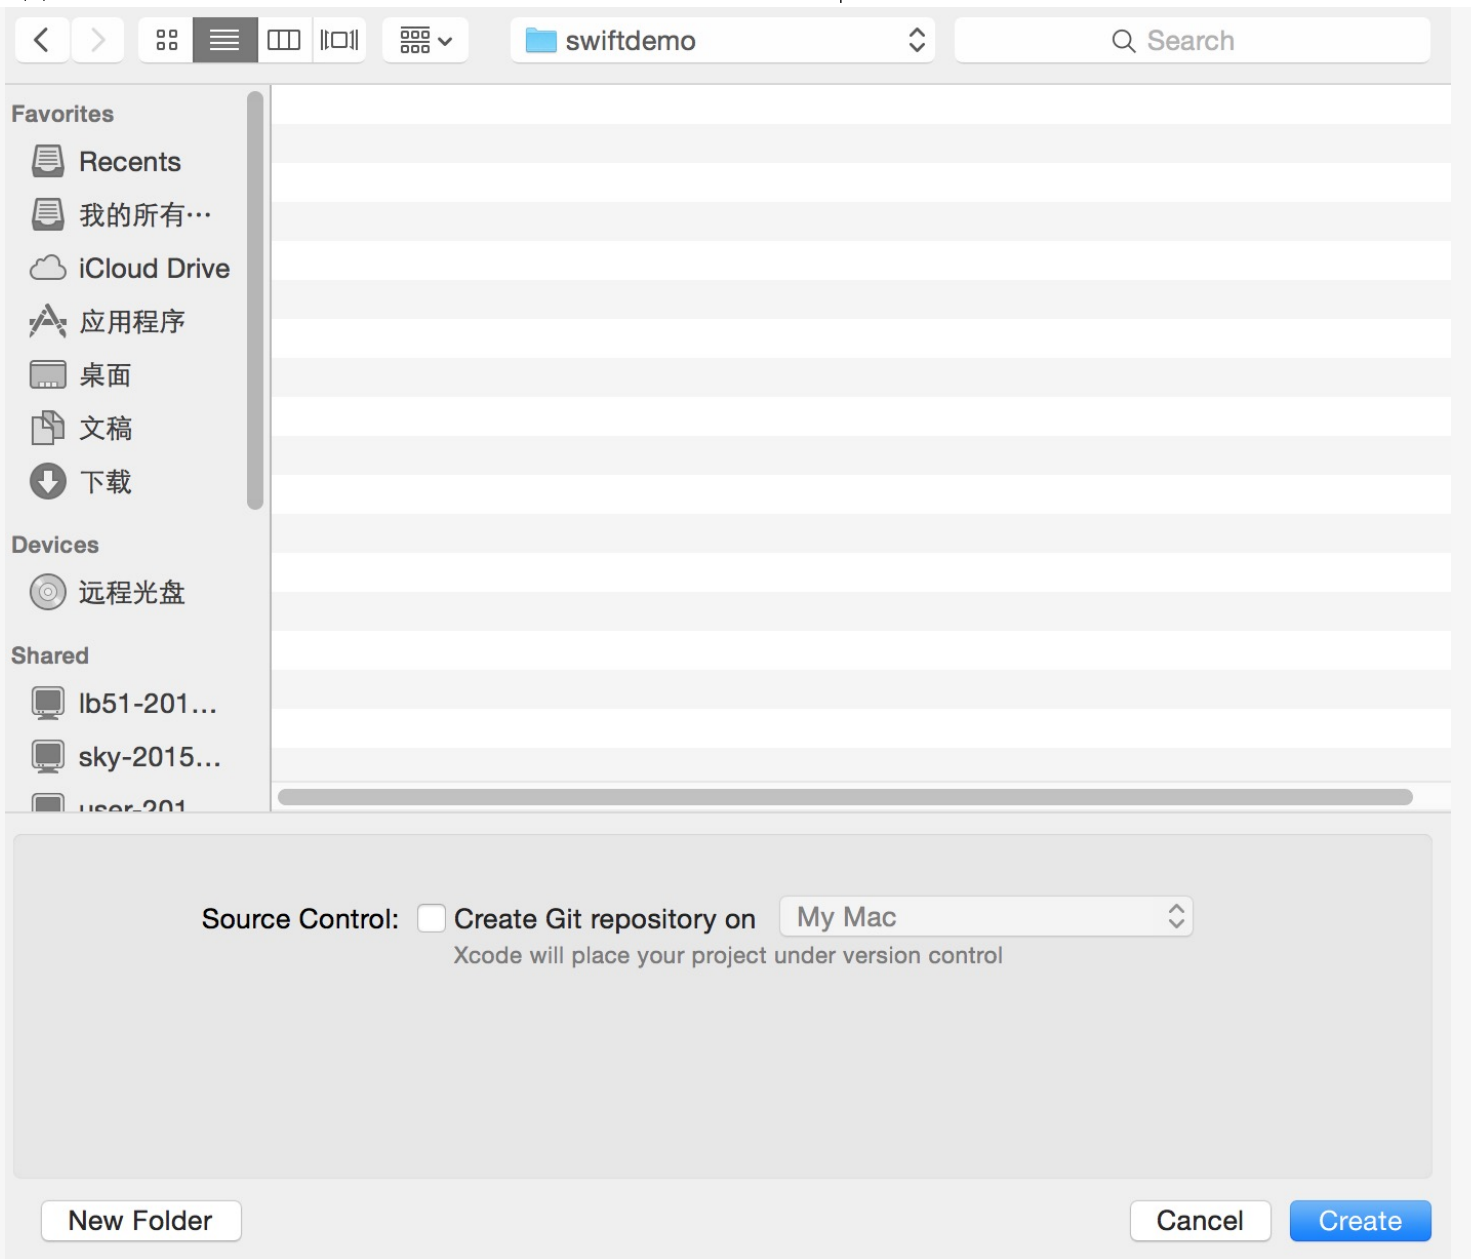 swiftdemo
Search
Favorites
Recents
我的所有…
iCloud Drive
应用程序
桌面
文稿
下载
Devices
远程光盘
Shared
lb51-201...
sky-2015...
user-201
Source Control:
Create Git repository on
My Mac
Xcode will place your project under version control
New Folder
Cancel
Create